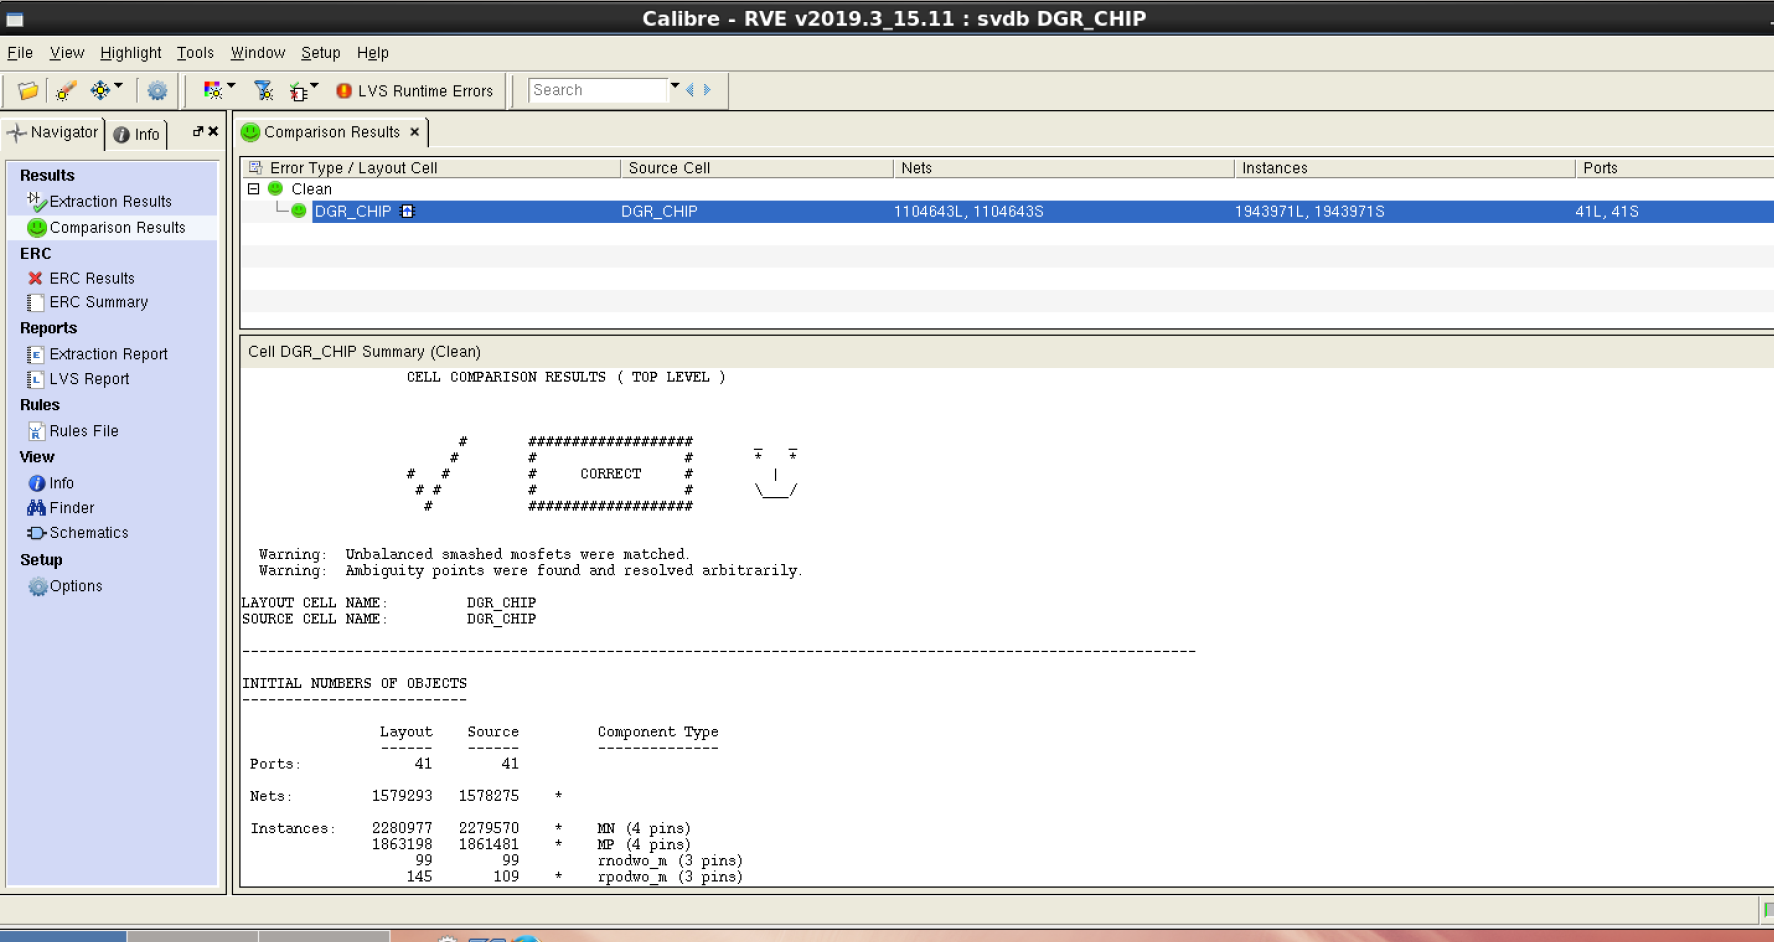 Calibre - RVE v2019.3_15.11 : svdb DGR_CHIP
File View Highlight Tools Window Setup Help
LVS Runtime Errors Search
Navigator Info Comparison Results
Results
Extraction Results
Comparison Results
ERC
ERC Results
ERC Summary
Reports
Extraction Report
LVS Report
Rules
Rules File
View
Info
Finder
Schematics
Setup
Options
Error Type / Layout Cell Source Cell Nets Instances Ports
Clean
DGR_CHIP DGR_CHIP 1104643L, 1104643S 1943971L, 1943971S 41L, 41S
Cell DGR_CHIP Summary (Clean)
CELL COMPARISON RESULTS ( TOP LEVEL )
# ################### _ _
# # # * *
# # # CORRECT # |
# # # # \___/
# ###################
Warning: Unbalanced smashed mosfets were matched.
Warning: Ambiguity points were found and resolved arbitrarily.
LAYOUT CELL NAME: DGR_CHIP
SOURCE CELL NAME: DGR_CHIP
--------------------------------------------------------------------------------------------------------------
INITIAL NUMBERS OF OBJECTS
--------------------------
Layout Source Component Type
------ ------ --------------
Ports: 41 41
Nets: 1579293 1578275 *
Instances: 2280977 2279570 * MN (4 pins)
1863198 1861481 * MP (4 pins)
99 99 rnodwo_m (3 pins)
145 109 * rpodwo_m (3 pins)